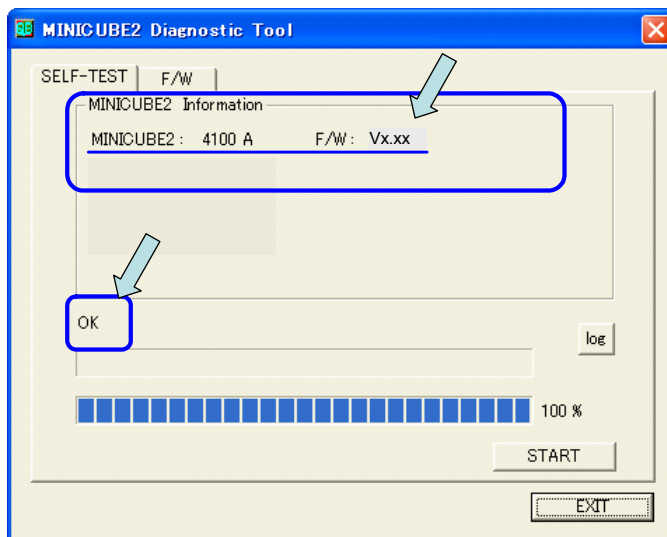 MINICUBE2 Diagnostic Tool
SELF-TEST F/W
MINICUBE2 Information
MINICUBE2 : 4100 A F/W : Vx.xx
OK
log
100 %
START
EXIT